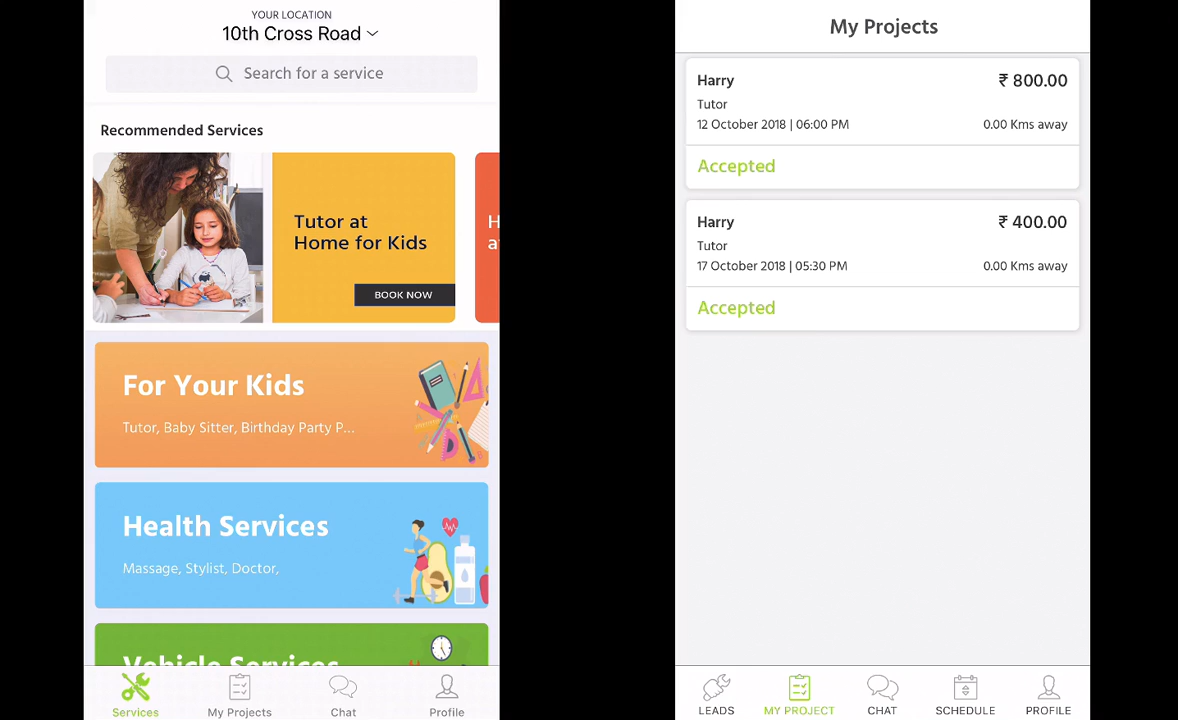 YOUR LOCATION
10th Cross Road
Search for a service
Recommended Services
Tutor at
Home for Kids
BOOK NOW
H
a
For Your Kids
Tutor, Baby Sitter, Birthday Party P...
Health Services
Massage, Stylist, Doctor,
Vehicle Services
Services
My Projects
Chat
Profile
My Projects
Harry
₹ 800.00
Tutor
12 October 2018 | 06:00 PM
0.00 Kms away
Accepted
Harry
₹ 400.00
Tutor
17 October 2018 | 05:30 PM
0.00 Kms away
Accepted
LEADS
MY PROJECT
CHAT
SCHEDULE
PROFILE